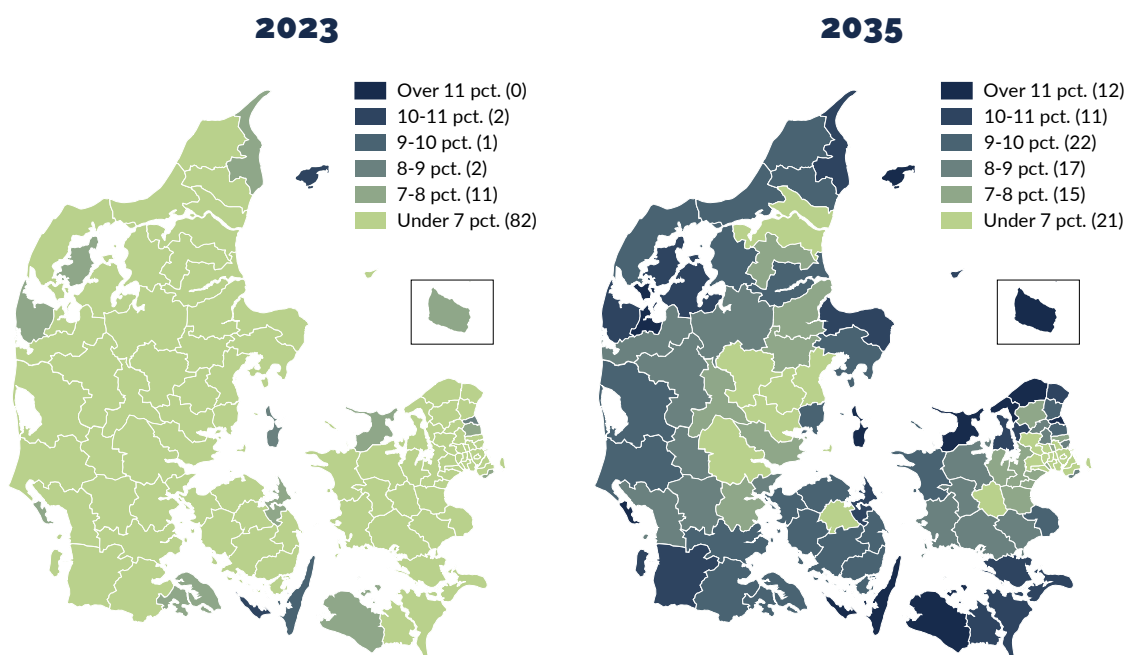 2023
Over 11 pct. (0)
10-11 pct. (2)
9-10 pct. (1)
8-9 pct. (2)
7-8 pct. (11)
Under 7 pct. (82)
2035
Over 11 pct. (12)
10-11 pct. (11)
9-10 pct. (22)
8-9 pct. (17)
7-8 pct. (15)
Under 7 pct. (21)